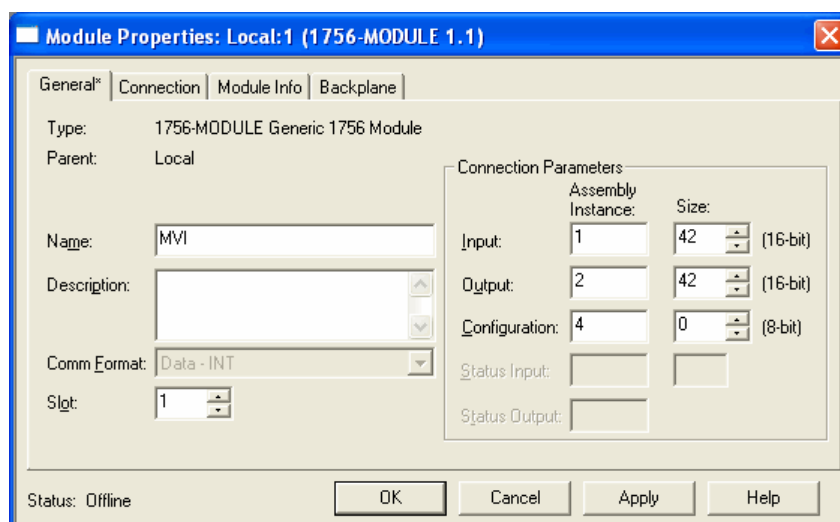 Module Properties: Local:1 (1756-MODULE 1.1)
General* Connection Module Info Backplane
Type: 1756-MODULE Generic 1756 Module
Parent: Local
Connection Parameters
Assembly Instance: Size:
Name: MVI
Input: 1 42 (16-bit)
Description:
Output: 2 42 (16-bit)
Configuration: 4 0 (8-bit)
Comm Format: Data - INT
Status Input:
Slot: 1
Status Output:
Status: Offline
OK Cancel Apply Help